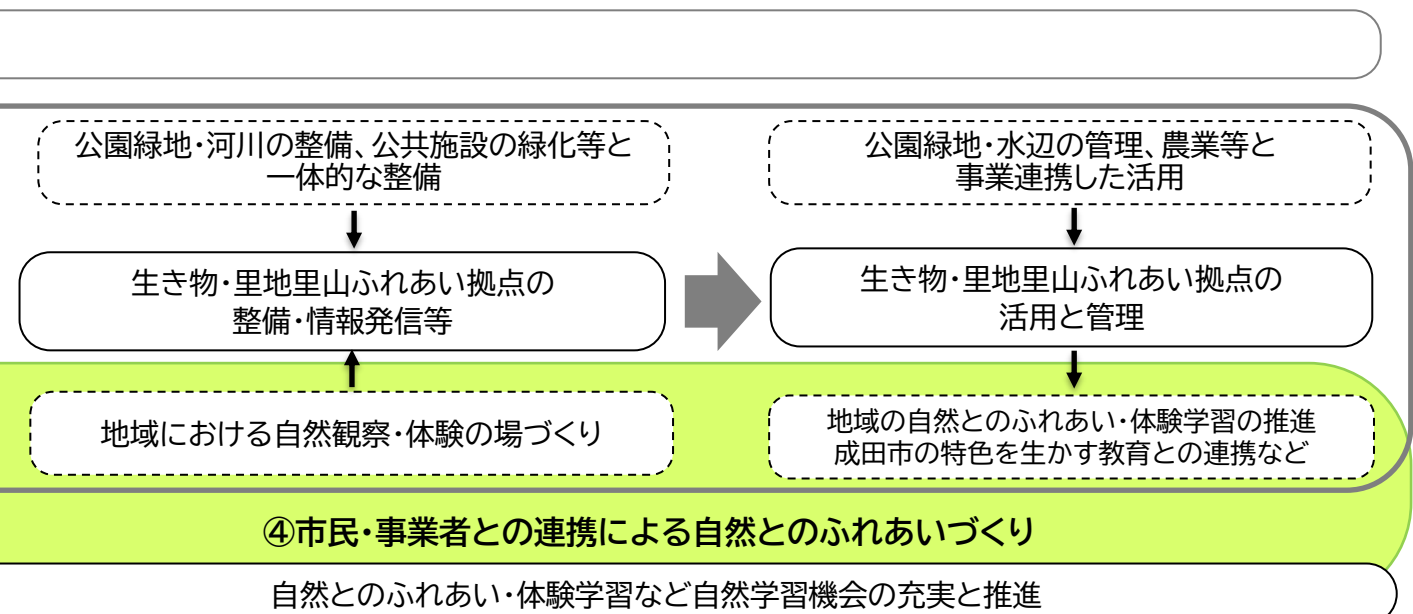 公園緑地・河川の整備、公共施設の緑化等と
一体的な整備
公園緑地・水辺の管理、農業等と
事業連携した活用
生き物・里地里山ふれあい拠点の
整備・情報発信等
生き物・里地里山ふれあい拠点の
活用と管理
地域における自然観察・体験の場づくり
地域の自然とのふれあい・体験学習の推進
成田市の特色を生かす教育との連携など
④市民・事業者との連携による自然とのふれあいづくり
自然とのふれあい・体験学習など自然学習機会の充実と推進